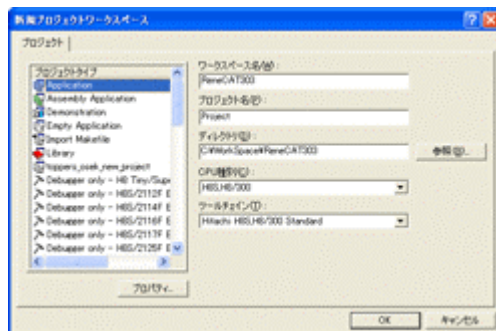 新規プロジェクトワークスペース
プロジェクト
プロジェクトタイプ
Application
Assembly Application
Demonstration
Empty Application
Import Makefile
Library
toppers_osek_new_project
Debugger only - H8 Tiny/Supe
Debugger only - H8S/2112F E
Debugger only - H8S/2114F E
Debugger only - H8S/2116F E
Debugger only - H8S/2117F E
Debugger only - H8S/2125F E
プロパティ...
ワークスペース名(W):
ReneCAT300
プロジェクト名(P):
Project
ディレクトリ(D):
C:¥WorkSpace¥ReneCAT300
参照(B)...
CPU種別(C):
H8S,H8/300
ツールチェイン(T):
Hitachi H8S,H8/300 Standard
OK
キャンセル